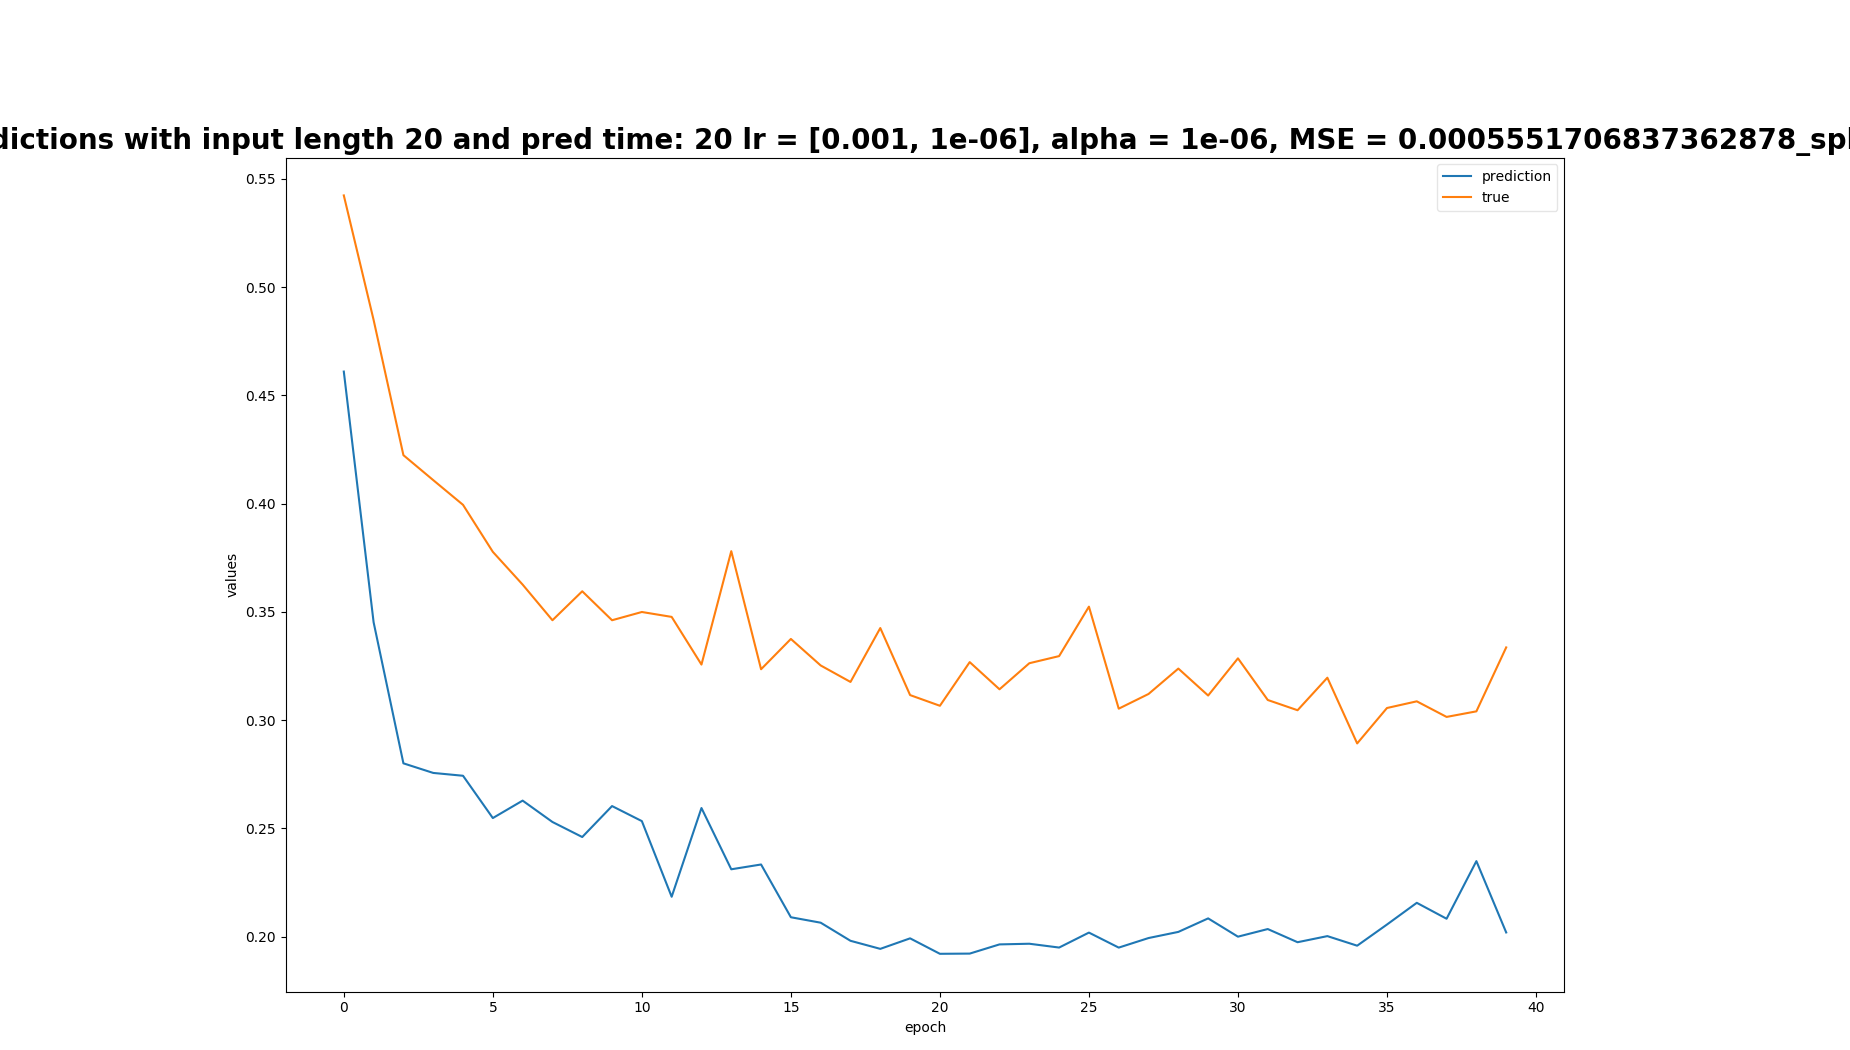 dictions with input length 20 and pred time: 20 lr = [0.001, 1e-06], alpha = 1e-06, MSE = 0.0005551706837362878_spl
prediction
true
0.55
0.50
0.45
0.40
0.35
0.30
0.25
0.20
values
0 5 10 15 20 25 30 35 40
epoch